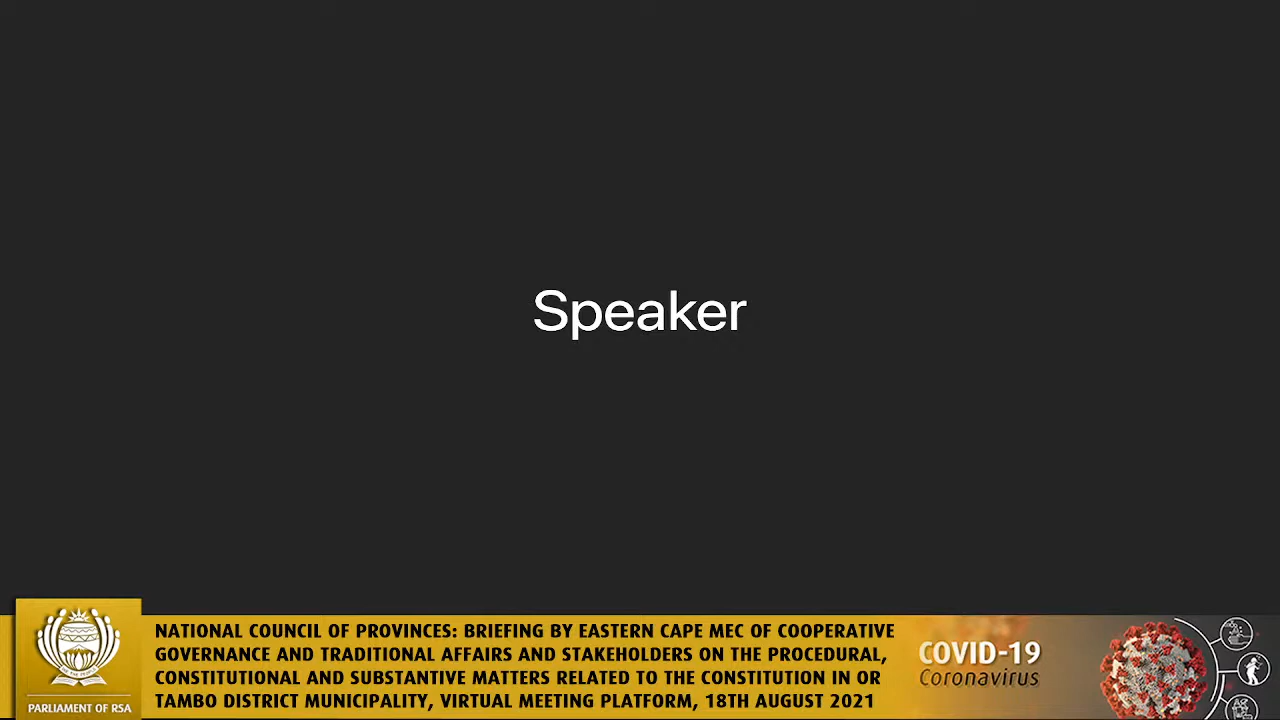 Speaker
NATIONAL COUNCIL OF PROVINCES: BRIEFING BY EASTERN CAPE MEC OF COOPERATIVE
GOVERNANCE AND TRADITIONAL AFFAIRS AND STAKEHOLDERS ON THE PROCEDURAL,
CONSTITUTIONAL AND SUBSTANTIVE MATTERS RELATED TO THE CONSTITUTION IN OR
TAMBO DISTRICT MUNICIPALITY, VIRTUAL MEETING PLATFORM, 18TH AUGUST 2021
COVID-19
Coronavirus
PARLIAMENT OF RSA